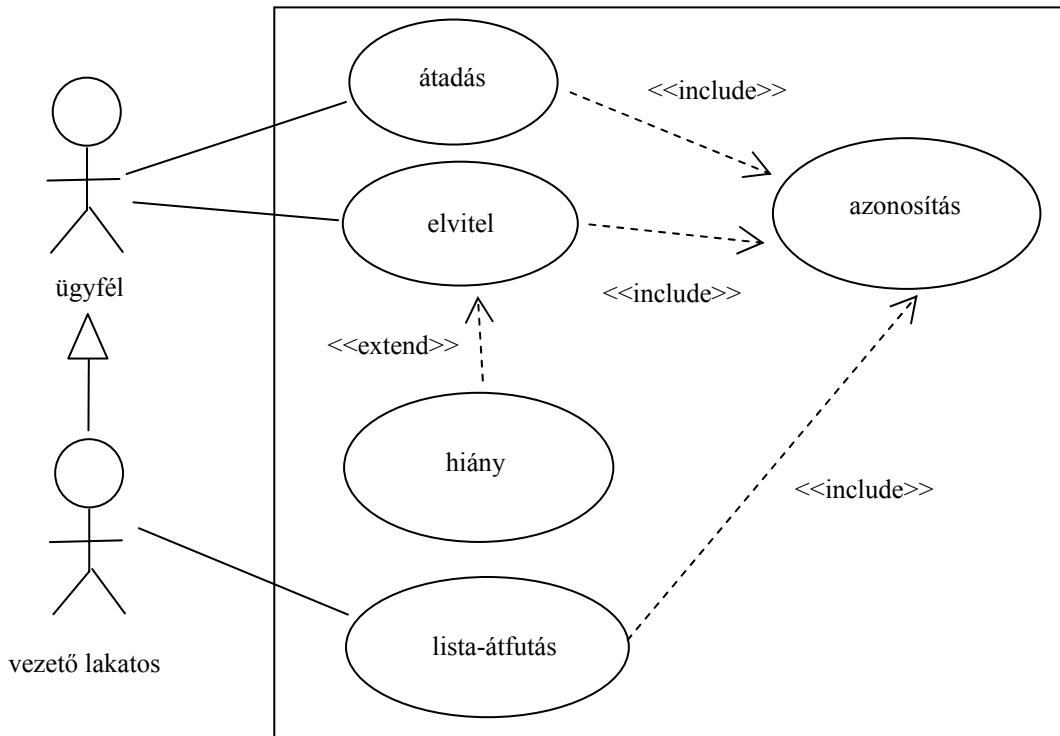 átadás
<<include>>
azonosítás
elvitel
ügyfél
<<include>>
<<extend>>
hiány
<<include>>
lista-átfutás
vezető lakatos